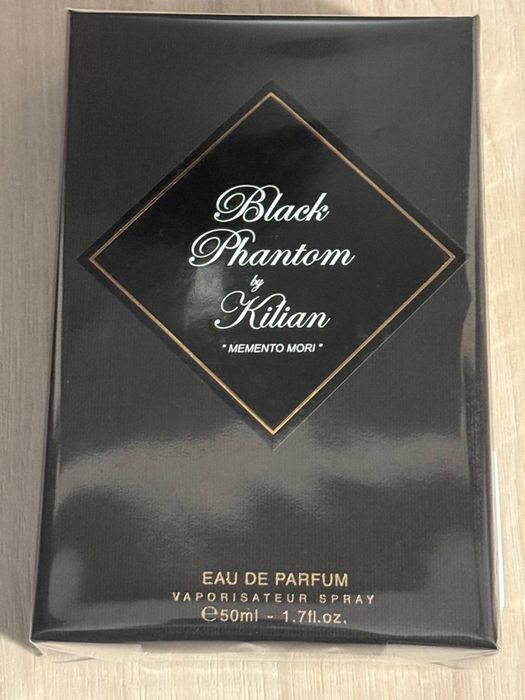 Black
Phantom
by
Kilian
" MEMENTO MORI "
EAU DE PARFUM
VAPORISATEUR SPRAY
℮50ml - 1.7fl.oz.